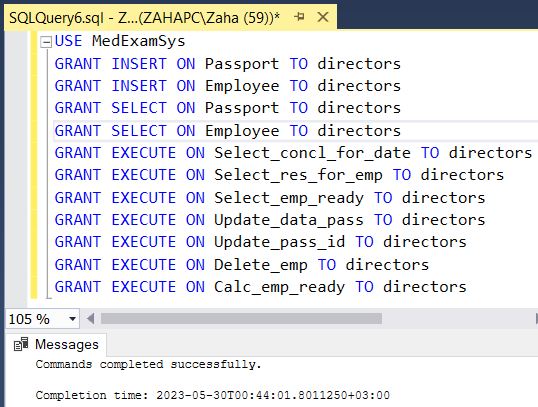 SQLQuery6.sql - Z...(ZAHAPC\Zaha (59))*
USE MedExamSys
GRANT INSERT ON Passport TO directors
GRANT INSERT ON Employee TO directors
GRANT SELECT ON Passport TO directors
GRANT SELECT ON Employee TO directors
GRANT EXECUTE ON Select_concl_for_date TO directors
GRANT EXECUTE ON Select_res_for_emp TO directors
GRANT EXECUTE ON Select_emp_ready TO directors
GRANT EXECUTE ON Update_data_pass TO directors
GRANT EXECUTE ON Update_pass_id TO directors
GRANT EXECUTE ON Delete_emp TO directors
GRANT EXECUTE ON Calc_emp_ready TO directors
105 %
Messages
Commands completed successfully.
Completion time: 2023-05-30T00:44:01.8011250+03:00